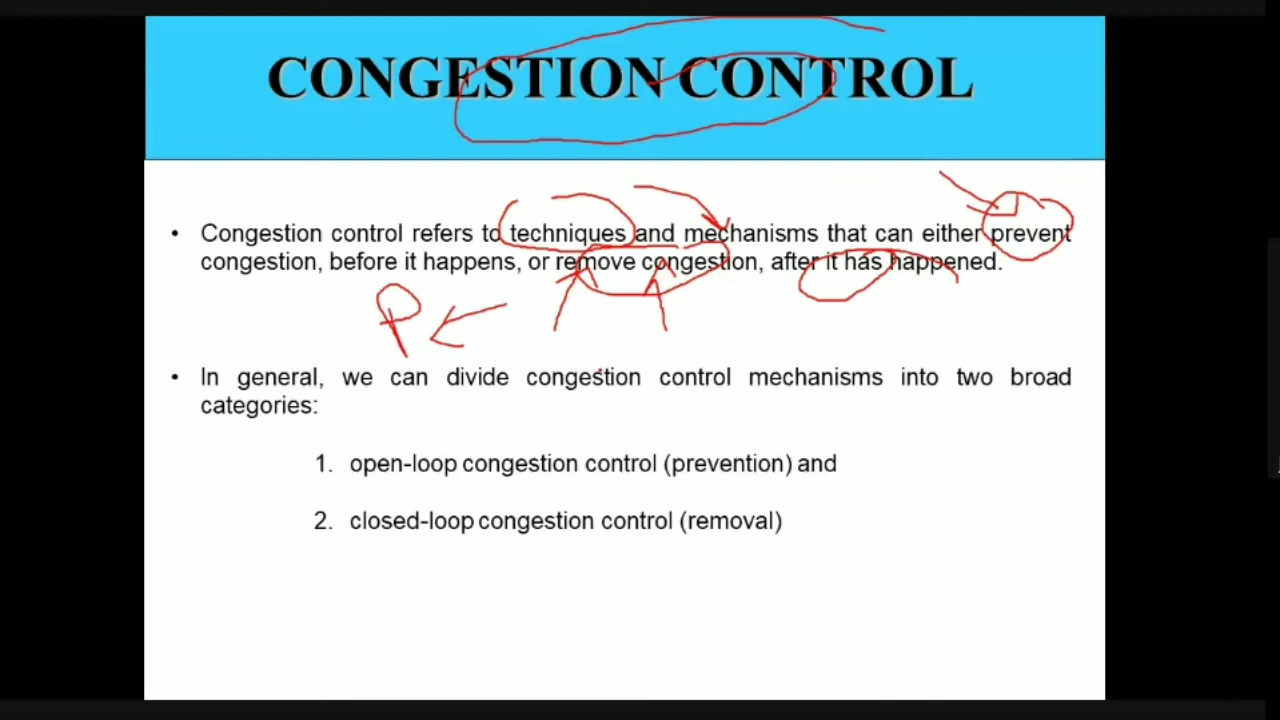 CONGESTION CONTROL
• Congestion control refers to techniques and mechanisms that can either prevent
congestion, before it happens, or remove congestion, after it has happened.
P
• In general, we can divide congestion control mechanisms into two broad
categories:
1. open-loop congestion control (prevention) and
2. closed-loop congestion control (removal)